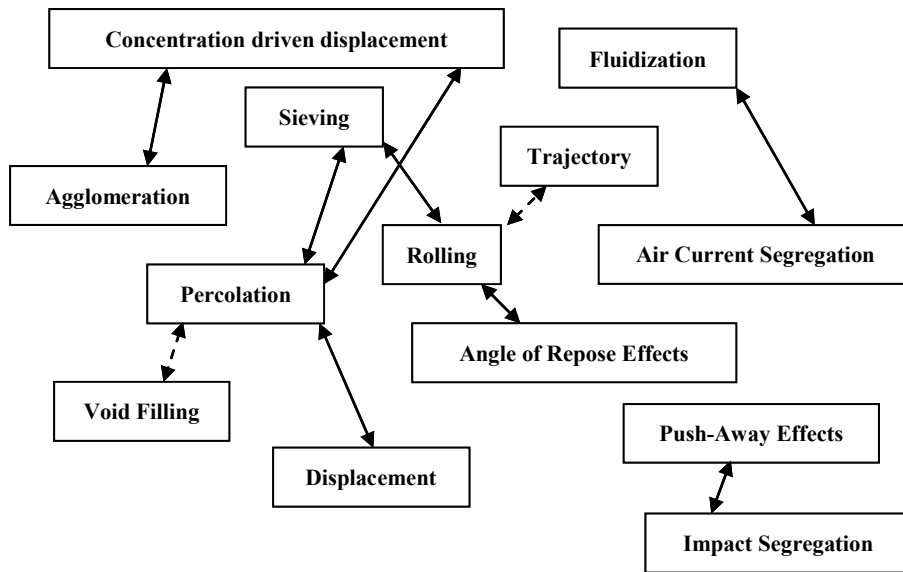 Concentration driven displacement
Fluidization
Sieving
Trajectory
Agglomeration
Rolling
Air Current Segregation
Percolation
Angle of Repose Effects
Void Filling
Push-Away Effects
Displacement
Impact Segregation